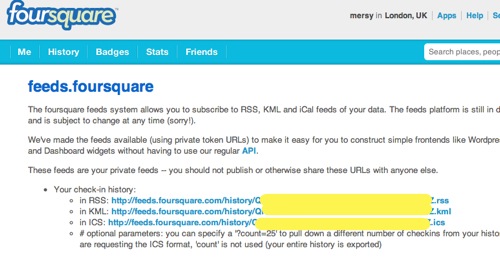 foursquare
mersy in London, UK | Apps | Help |
Me History Badges Stats Friends
Search places, peop
feeds.foursquare
The foursquare feeds system allows you to subscribe to RSS, KML and iCal feeds of your data. The feeds platform is still in d
and is subject to change at any time (sorry!).
We've made the feeds available (using private token URLs) to make it easy for you to construct simple frontends like Wordpre
and Dashboard widgets without having to use our regular API.
These feeds are your private feeds -- you should not publish or otherwise share these URLs with anyone else.
• Your check-in history:
in RSS: http://feeds.foursquare.com/history/Q Z.rss
in KML: http://feeds.foursquare.com/history/Q Z.kml
in ICS: http://feeds.foursquare.com/history/Q Z.ics
# optional parameters: you can specify a '?count=25' to pull down a different number of checkins from your histo
are requesting the ICS format, 'count' is not used (your entire history is exported)